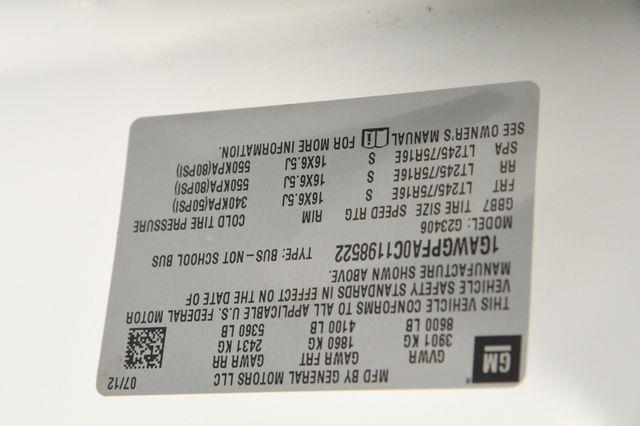 GM
MFD BY GENERAL MOTORS LLC 07/12
GVWR GAWR FRT GAWR RR
3901 KG 1860 KG 2431 KG
8600 LB 4100 LB 5360 LB
THIS VEHICLE CONFORMS TO ALL APPLICABLE U.S. FEDERAL MOTOR
VEHICLE SAFETY STANDARDS IN EFFECT ON THE DATE OF
MANUFACTURE SHOWN ABOVE.
1GAWGPFA0C1198522 TYPE: BUS-NOT SCHOOL BUS
MODEL: G23406
GBB7 TIRE SIZE SPEED RTG RIM COLD TIRE PRESSURE
FRT LT245/75R16E S 16X6.5J 340KPA(50PSI)
RR LT245/75R16E S 16X6.5J 550KPA(80PSI)
SPA LT245/75R16E S 16X6.5J 550KPA(80PSI)
SEE OWNER'S MANUAL FOR MORE INFORMATION.